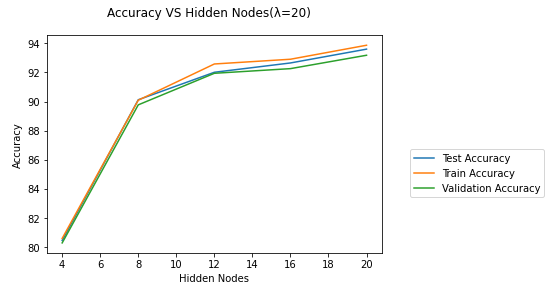 Accuracy VS Hidden Nodes(λ=20)
94
92
90
88
86
84
82
80
Accuracy
4 6 8 10 12 14 16 18 20
Hidden Nodes
Test Accuracy
Train Accuracy
Validation Accuracy